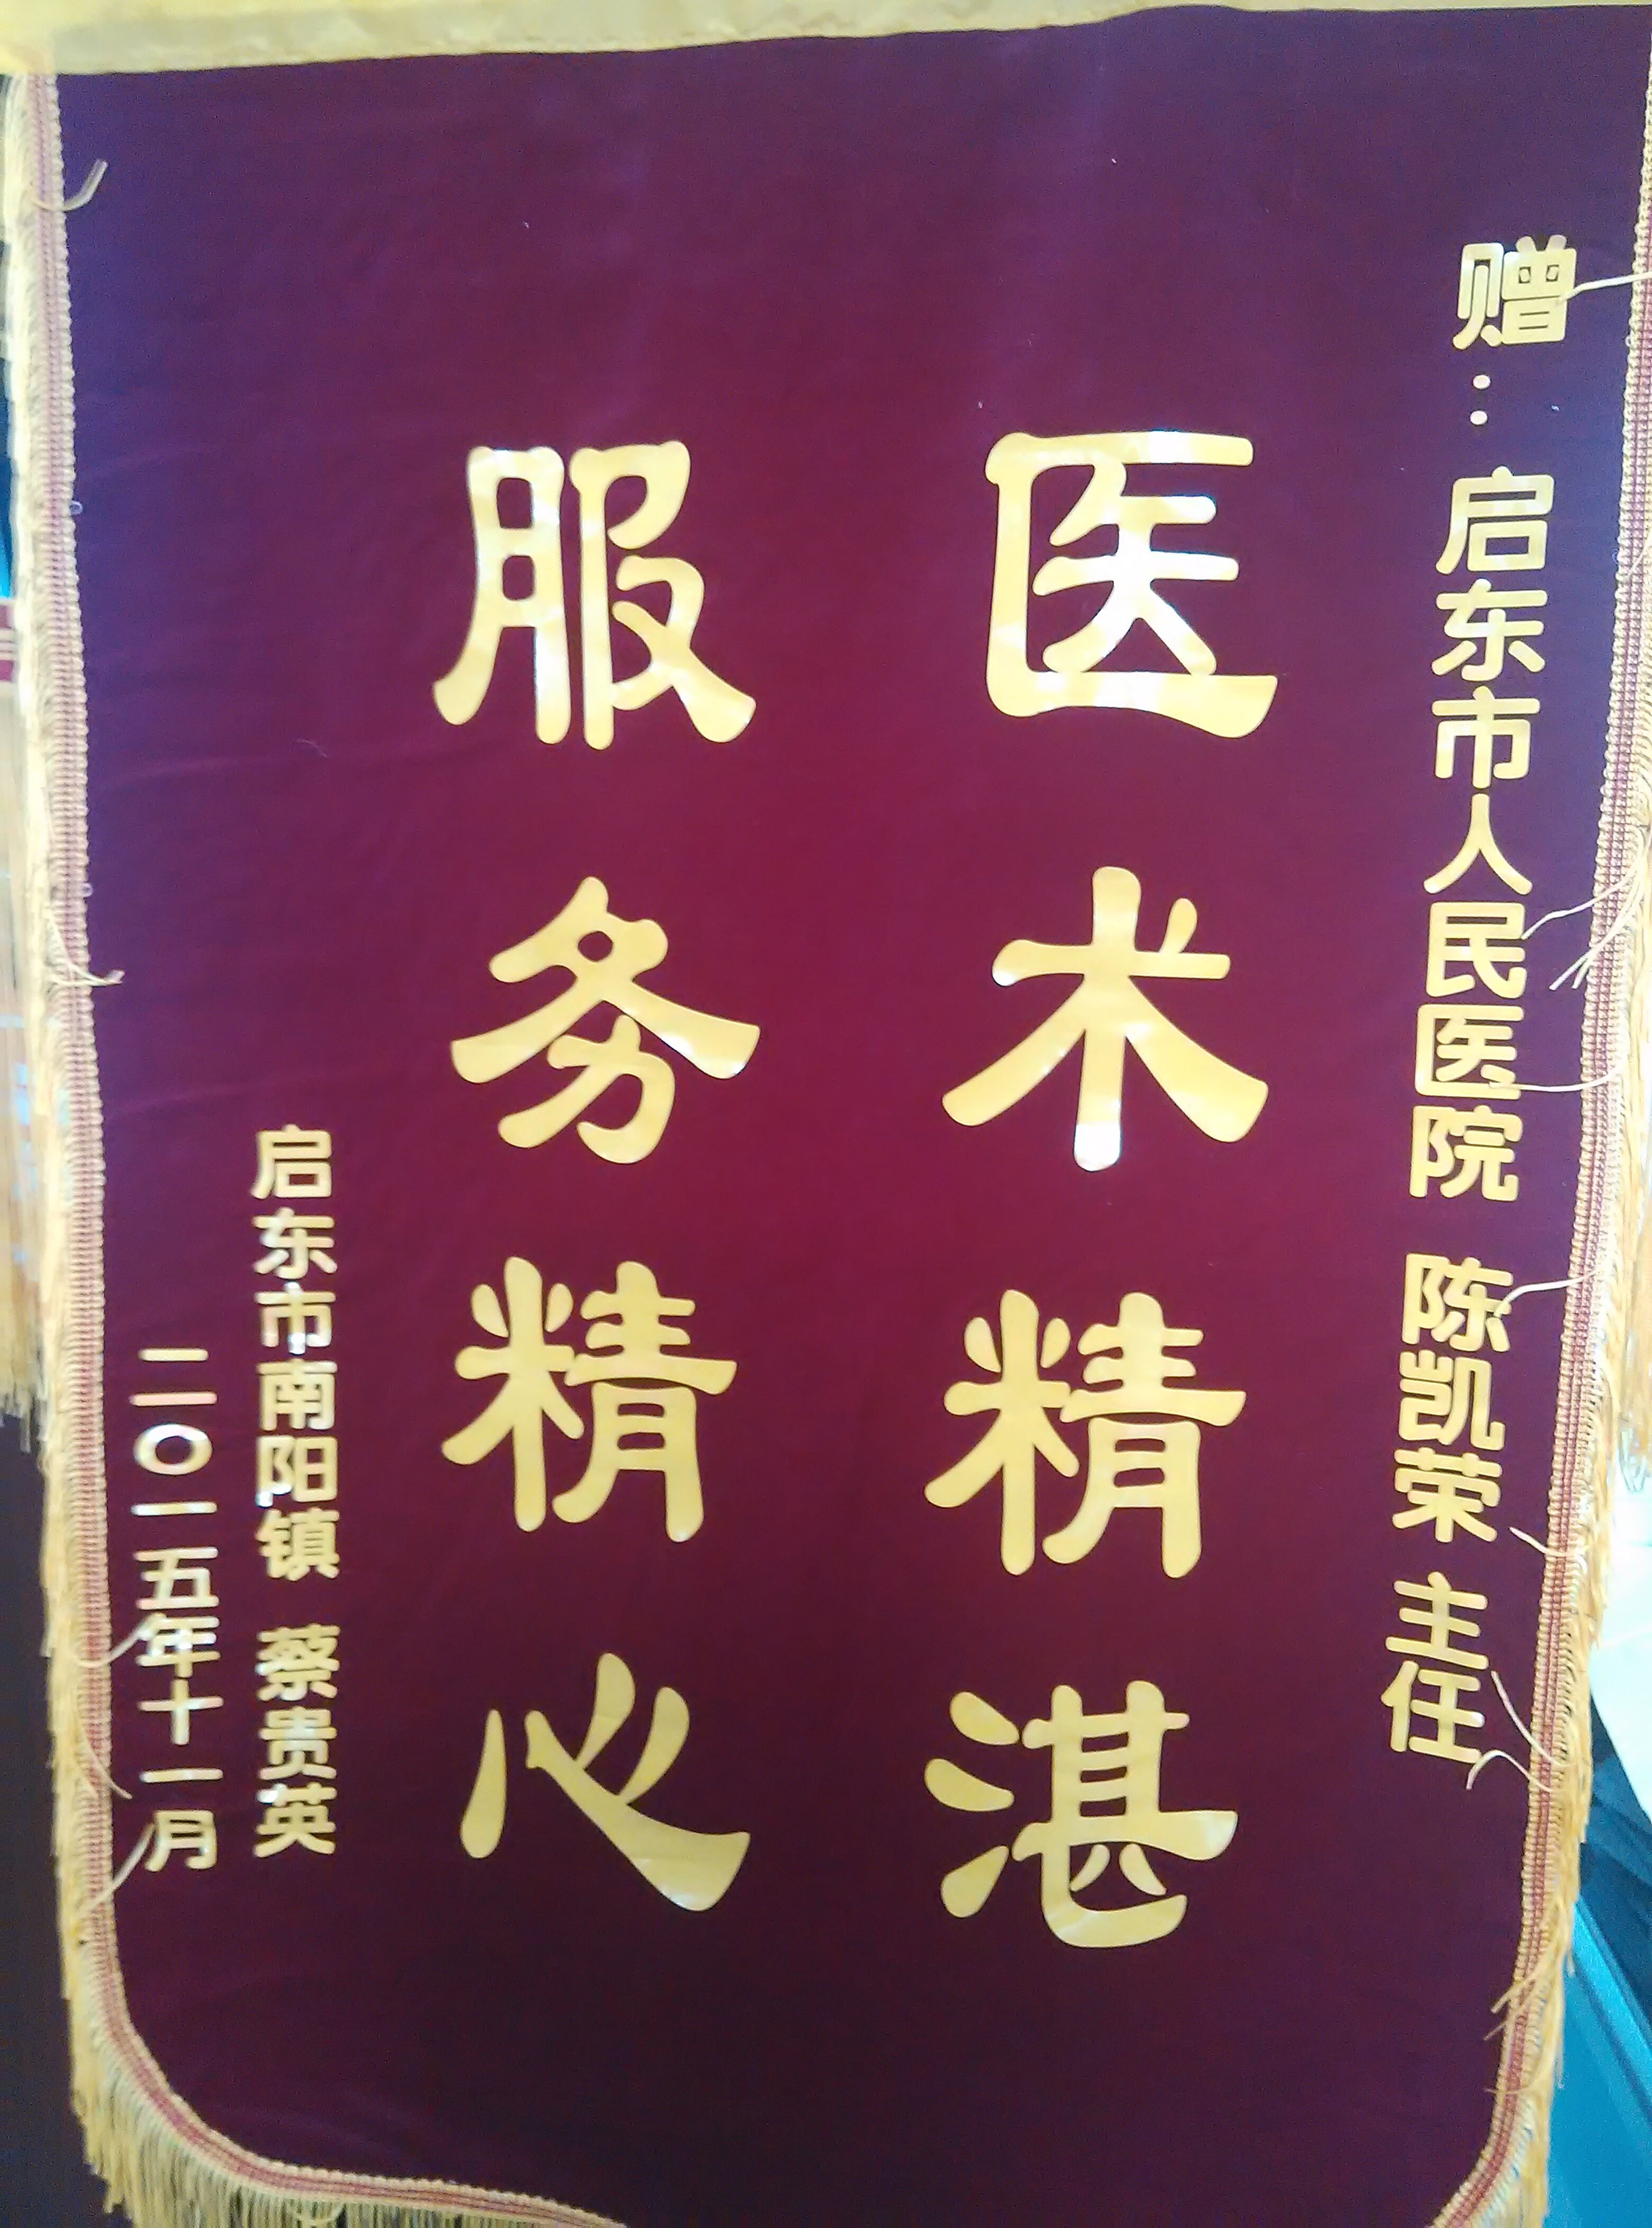 赠：启东市人民医院 陈凯荣 主任
医术精湛
服务精心
启东市南阳镇 蔡贵英
二〇一五年十一月